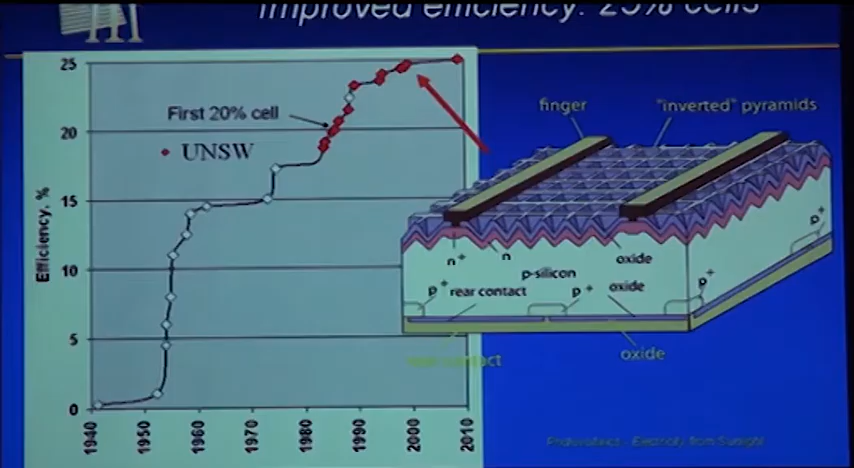 Improved efficiency: 25% cells
25
20
15
10
5
0
Efficiency, %
First 20% cell
UNSW
1940
1950
1960
1970
1980
1990
2000
2010
finger
"inverted" pyramids
n+
n
oxide
p-silicon
p+
p+
rear contact
p+
oxide
p+
rear contact
oxide
Photovoltaics - Electricity from Sunlight